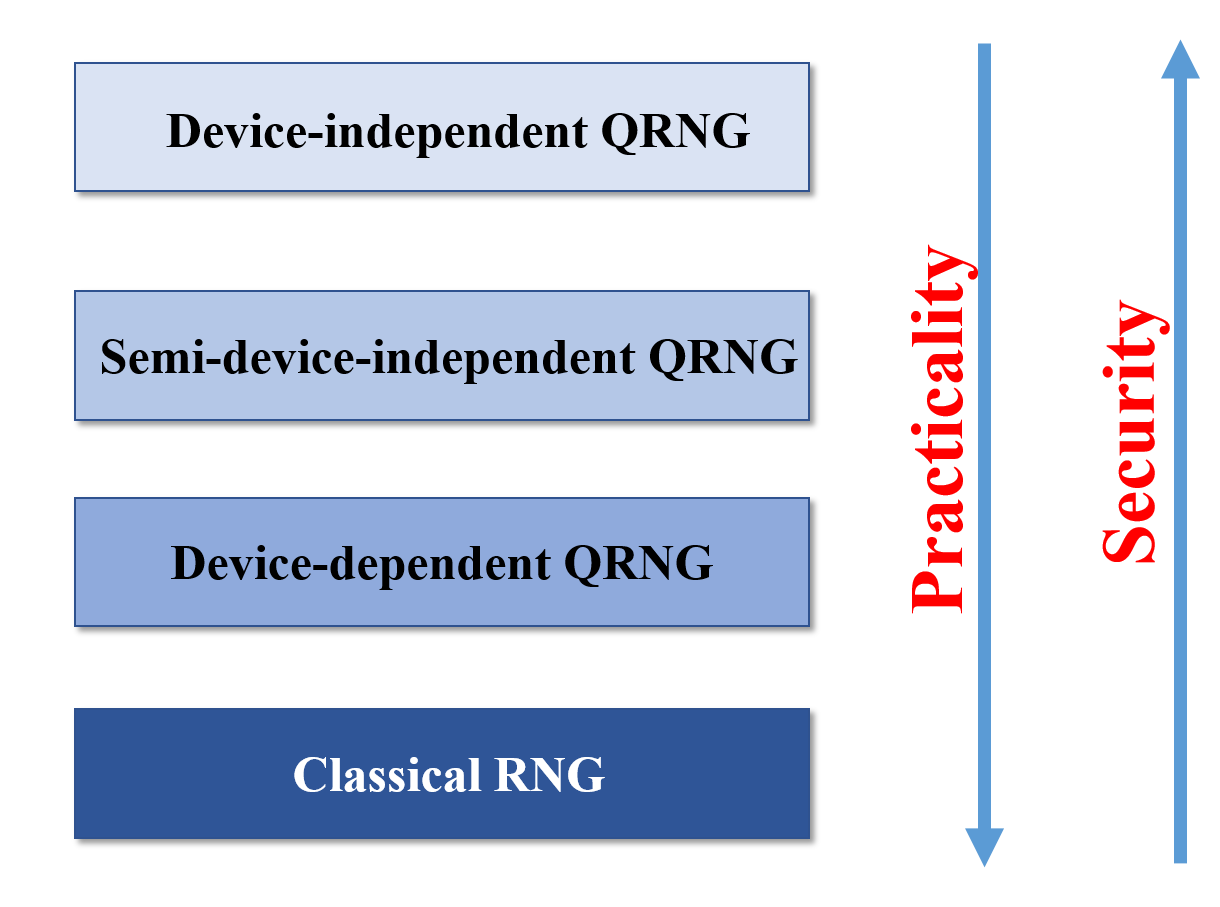 Device-independent QRNG
Semi-device-independent QRNG
Device-dependent QRNG
Classical RNG
Practicality
Security